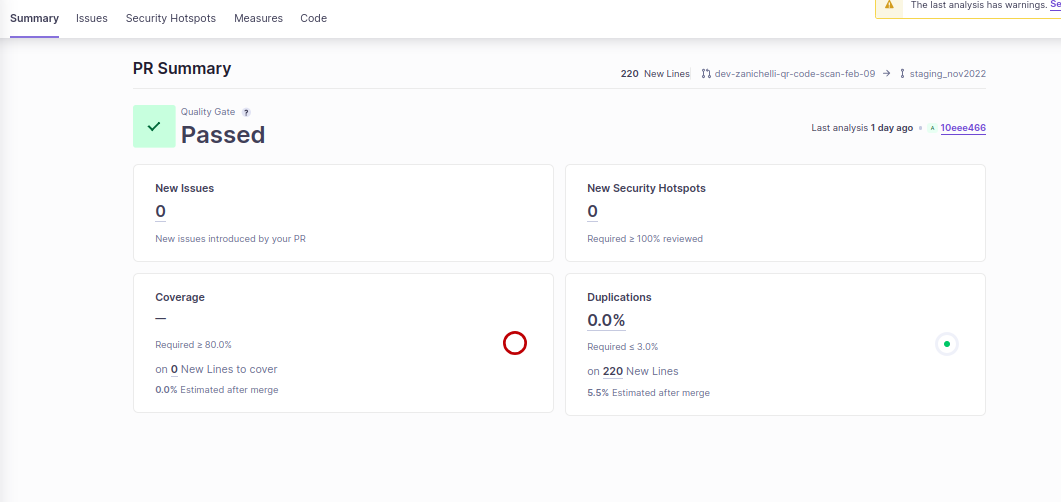 Summary Issues Security Hotspots Measures Code
The last analysis has warnings. Se
PR Summary
220 New Lines dev-zanichelli-qr-code-scan-feb-09 → staging_nov2022
Quality Gate ?
Passed
Last analysis 1 day ago • A 10eee466
New Issues
0
New issues introduced by your PR
New Security Hotspots
0
Required ≥ 100% reviewed
Coverage
—
Required ≥ 80.0%
on 0 New Lines to cover
0.0% Estimated after merge
Duplications
0.0%
Required ≤ 3.0%
on 220 New Lines
5.5% Estimated after merge